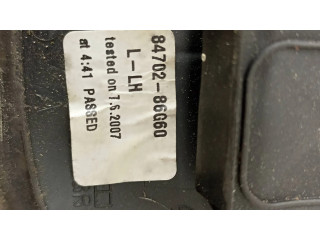 84702-86G60
L-LH
tested on 7.6.2007
at 4:41 PASSED